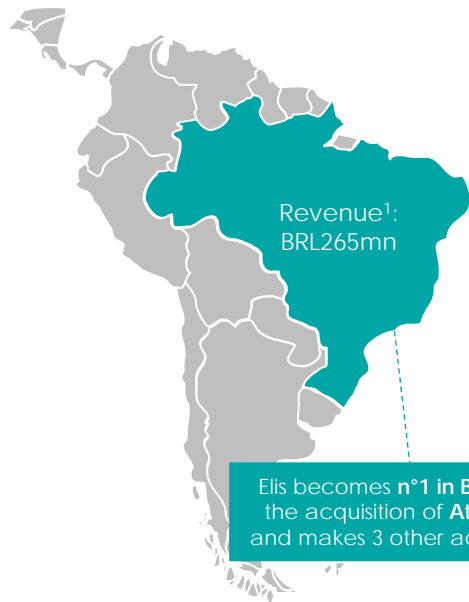 Revenue¹:
BRL265mn
Elis becomes n°1 in
the acquisition of
and makes 3 other